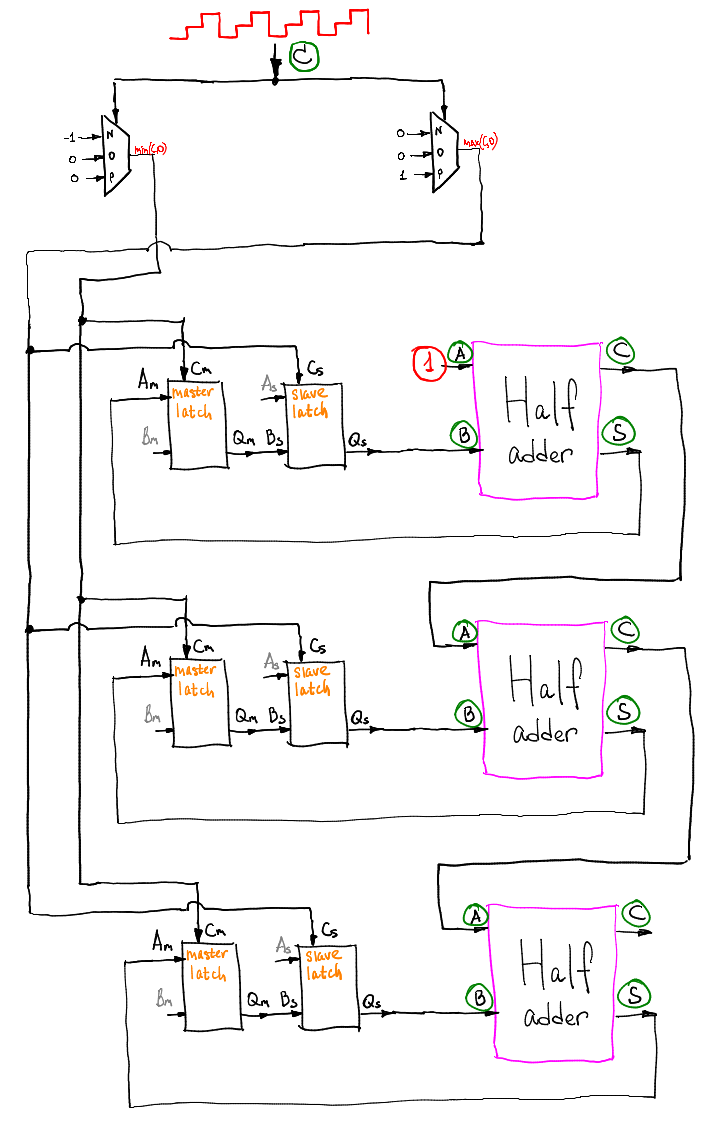 C
-1 N
0 O
0 P
min(C,0)
0 N
0 O
1 P
max(C,0)
Cm
Am
master
latch
Bm
Qm
Cs
As
slave
latch
Bs
Qs
1
A
B
Half
adder
C
S
Cm
Am
master
latch
Bm
Qm
Cs
As
slave
latch
Bs
Qs
A
B
Half
adder
C
S
Cm
Am
master
latch
Bm
Qm
Cs
As
slave
latch
Bs
Qs
A
B
Half
adder
C
S